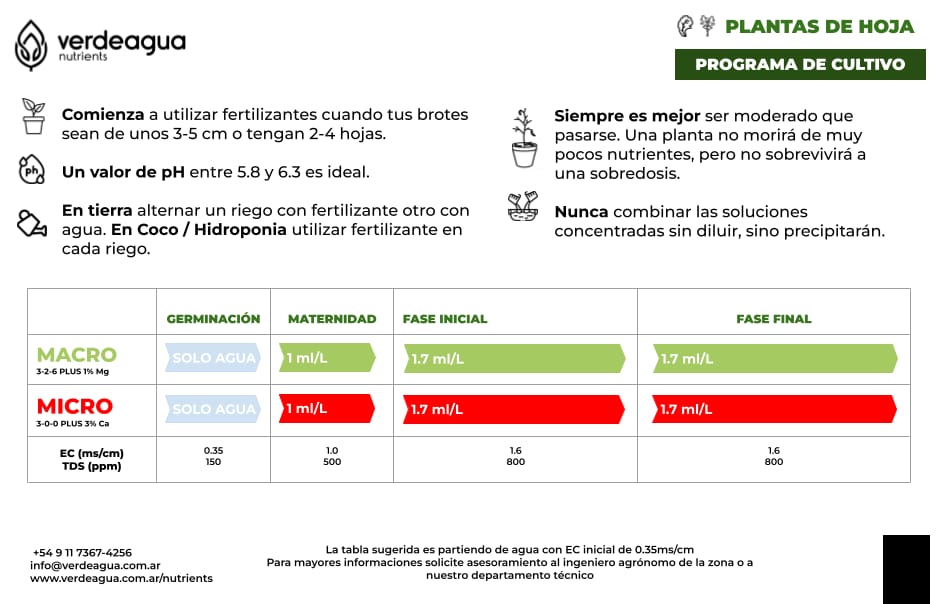 verdeagua
nutrients
PLANTAS DE HOJA
PROGRAMA DE CULTIVO
Comienza a utilizar fertilizantes cuando tus brotes
sean de unos 3-5 cm o tengan 2-4 hojas.
ph
Un valor de pH entre 5.8 y 6.3 es ideal.
En tierra alternar un riego con fertilizante otro con
agua. En Coco / Hidroponia utilizar fertilizante en
cada riego.
Siempre es mejor ser moderado que
pasarse. Una planta no morirá de muy
pocos nutrientes, pero no sobrevivirá a
una sobredosis.
Nunca combinar las soluciones
concentradas sin diluir, sino precipitarán.
GERMINACIÓN MATERNIDAD FASE INICIAL FASE FINAL
MACRO SOLO AGUA 1 ml/L 1.7 ml/L 1.7 ml/L
3-2-6 PLUS 1% Mg
MICRO SOLO AGUA 1 ml/L 1.7 ml/L 1.7 ml/L
3-0-0 PLUS 3% Ca
EC (ms/cm) 0.35 1.0 1.6 1.6
TDS (ppm) 150 500 800 800
+54 9 11 7367-4256
info@verdeagua.com.ar
www.verdeagua.com.ar/nutrients
La tabla sugerida es partiendo de agua con EC inicial de 0.35ms/cm
Para mayores informaciones solicite asesoramiento al ingeniero agrónomo de la zona o a
nuestro departamento técnico